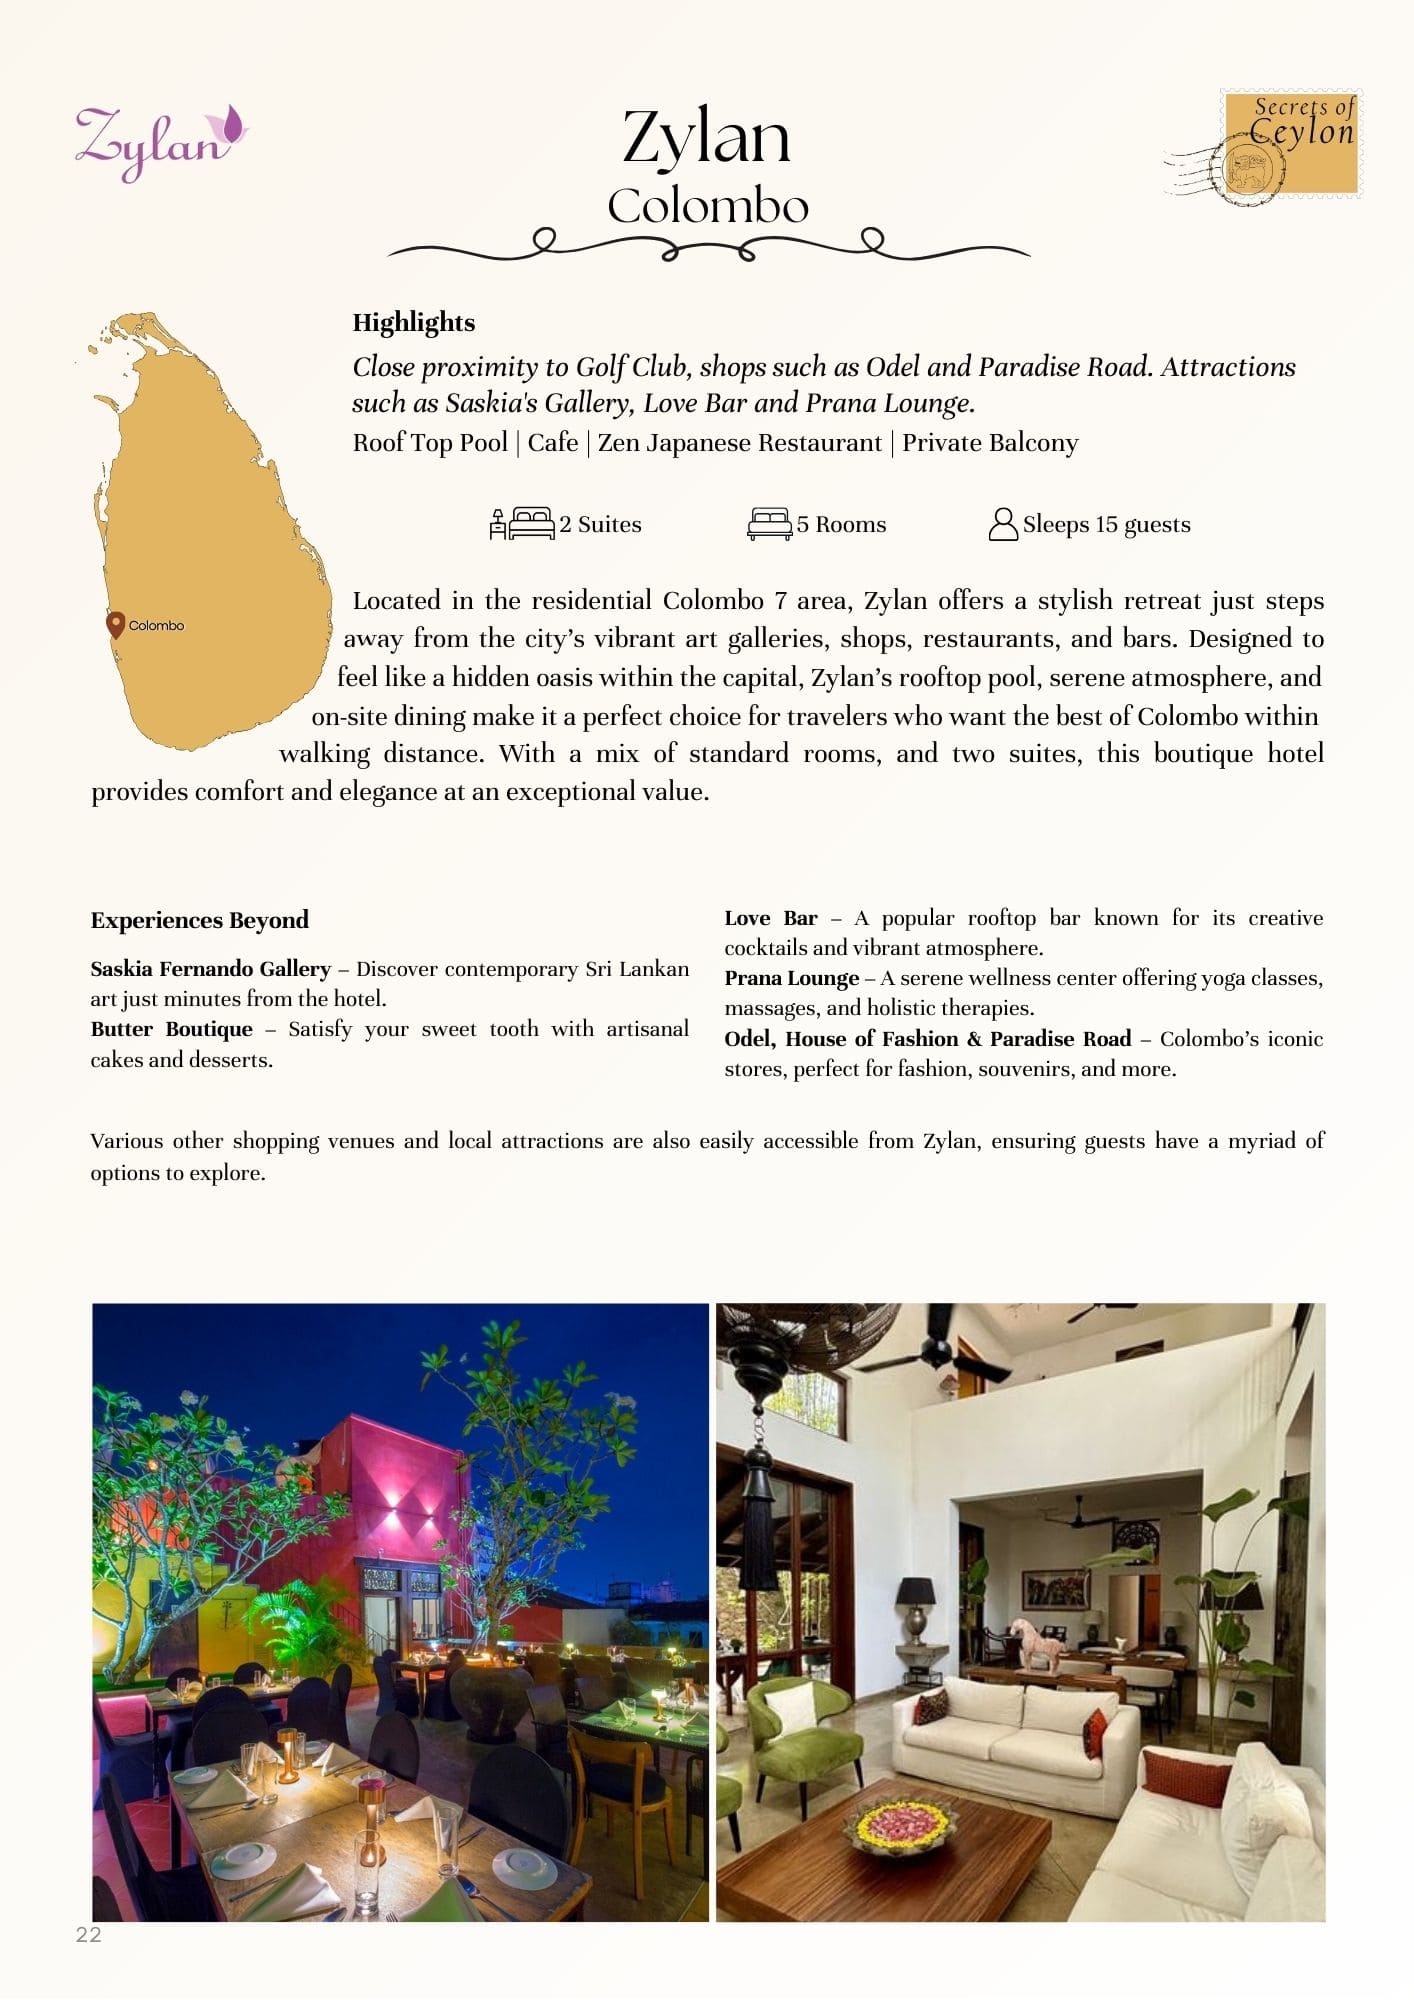 Zylan
Zylan
Colombo
Secrets of
Ceylon
Highlights
Close proximity to Golf Club, shops such as Odel and Paradise Road. Attractions
such as Saskia's Gallery, Love Bar and Prana Lounge.
Roof Top Pool | Cafe | Zen Japanese Restaurant | Private Balcony
2 Suites
5 Rooms
Sleeps 15 guests
Colombo
Located in the residential Colombo 7 area, Zylan offers a stylish retreat just steps
away from the city’s vibrant art galleries, shops, restaurants, and bars. Designed to
feel like a hidden oasis within the capital, Zylan’s rooftop pool, serene atmosphere, and
on-site dining make it a perfect choice for travelers who want the best of Colombo within
walking distance. With a mix of standard rooms, and two suites, this boutique hotel
provides comfort and elegance at an exceptional value.
Experiences Beyond
Saskia Fernando Gallery – Discover contemporary Sri Lankan
art just minutes from the hotel.
Butter Boutique – Satisfy your sweet tooth with artisanal
cakes and desserts.
Love Bar – A popular rooftop bar known for its creative
cocktails and vibrant atmosphere.
Prana Lounge – A serene wellness center offering yoga classes,
massages, and holistic therapies.
Odel, House of Fashion & Paradise Road – Colombo’s iconic
stores, perfect for fashion, souvenirs, and more.
Various other shopping venues and local attractions are also easily accessible from Zylan, ensuring guests have a myriad of
options to explore.
22